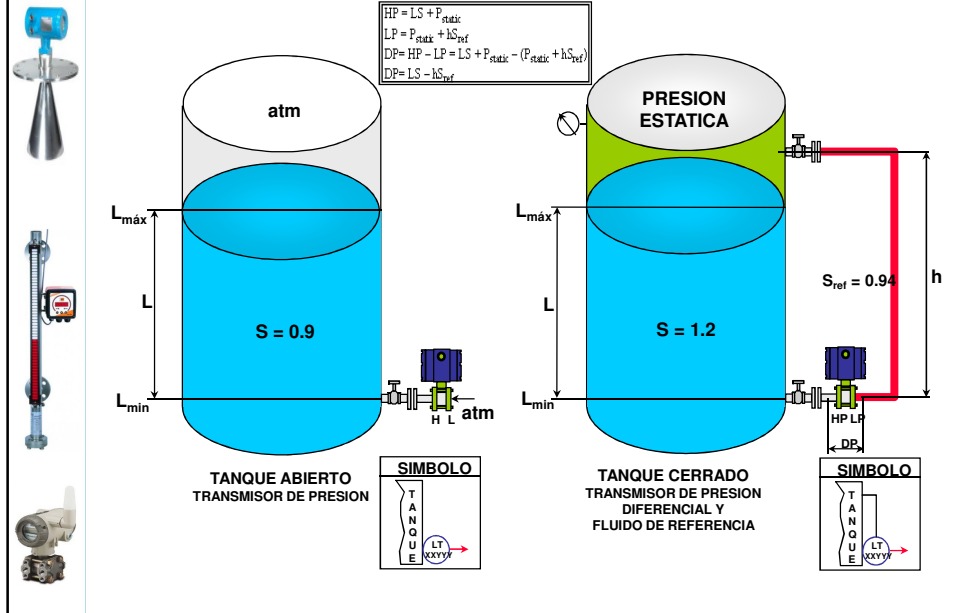 HP = LS + Pstatic
LP = Pstatic + hSref
DP= HP – LP = LS + Pstatic – (Pstatic + hSref)
DP= LS – hSref
atm
Lmáx
L
S = 0.9
Lmin
H L
atm
TANQUE ABIERTO
TRANSMISOR DE PRESION
SIMBOLO
TANQUE
LT
XXYYY
PRESION
ESTATICA
Lmáx
L
S = 1.2
Lmin
Sref = 0.94
h
HP LP
DP
TANQUE CERRADO
TRANSMISOR DE PRESION
DIFERENCIAL Y
FLUIDO DE REFERENCIA
SIMBOLO
TANQUE
LT
XXYYY